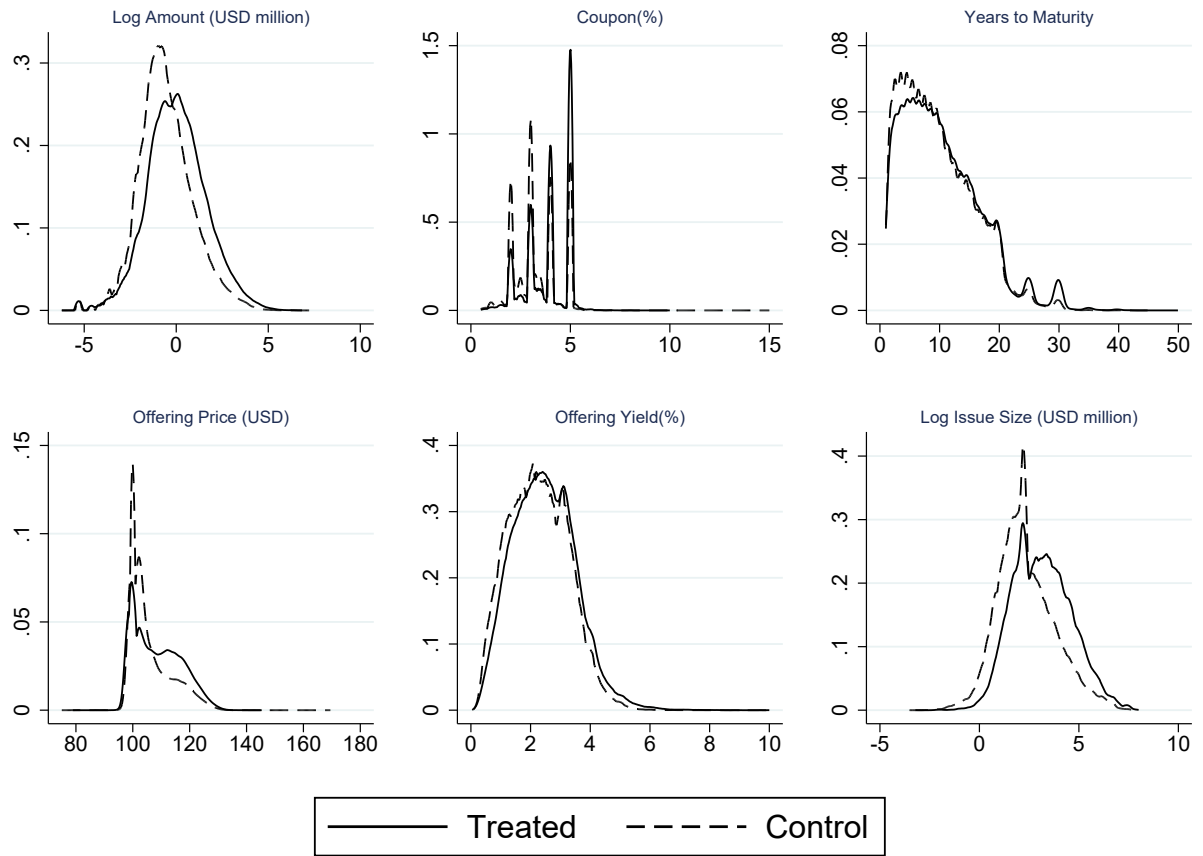 Log Amount (USD million)
0 .1 .2 .3
-5 0 5 10
Coupon(%)
0 .5 1 1.5
0 5 10 15
Years to Maturity
0 .02 .04 .06 .08
0 10 20 30 40 50
Offering Price (USD)
0 .05 .1 .15
80 100 120 140 160 180
Offering Yield(%)
0 .1 .2 .3 .4
0 2 4 6 8 10
Log Issue Size (USD million)
0 .1 .2 .3 .4
-5 0 5 10
Treated Control